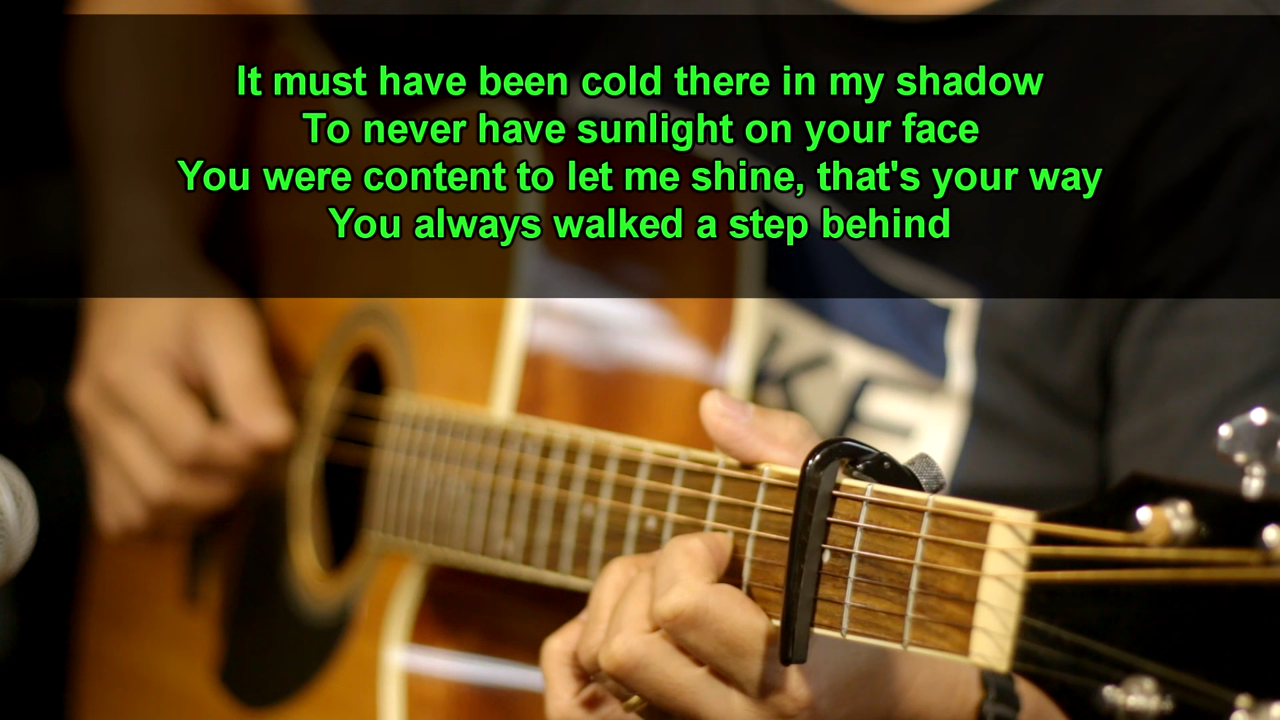 It must have been cold there in my shadow
To never have sunlight on your face
You were content to let me shine, that's your way
You always walked a step behind
KE